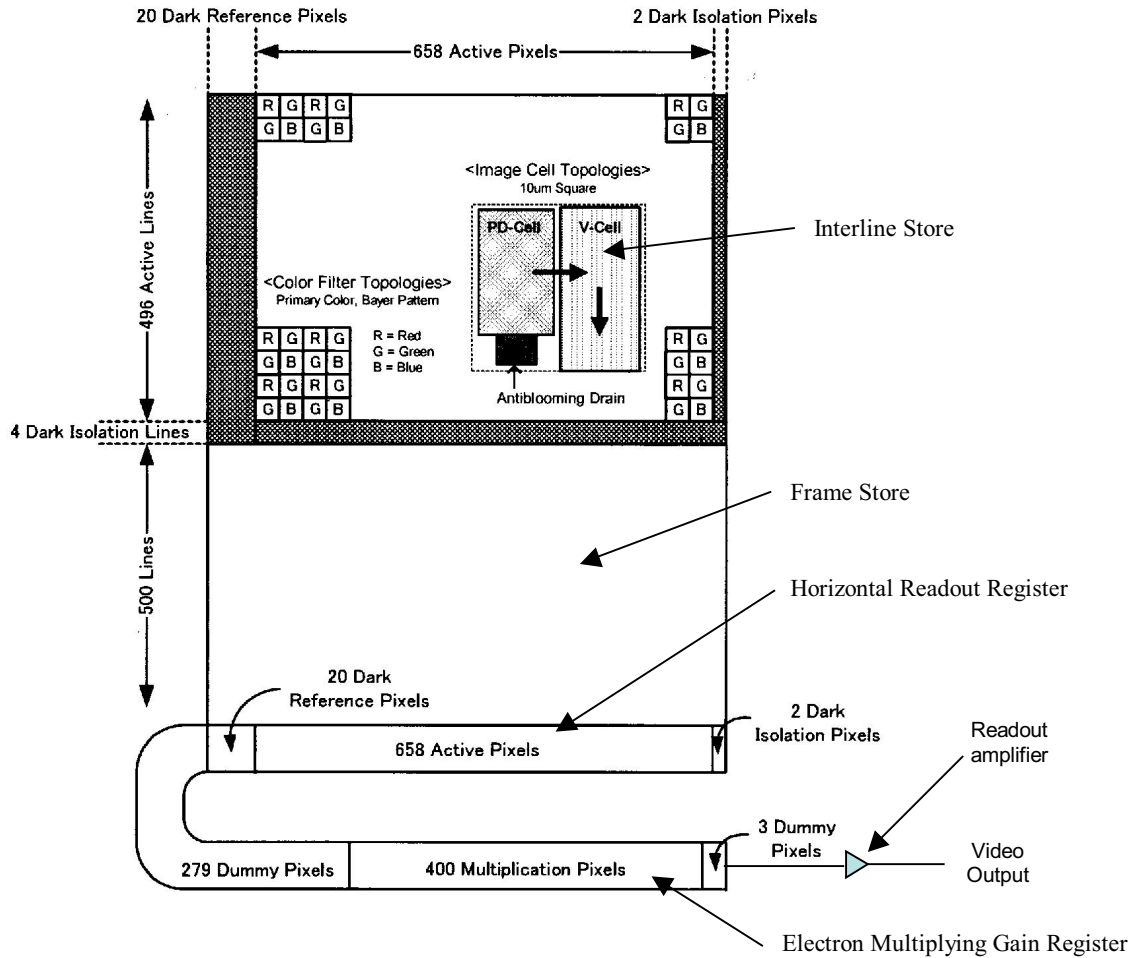 20 Dark Reference Pixels
2 Dark Isolation Pixels
658 Active Pixels
R G R G
G B G B
R G
G B
<Image Cell Topologies>
10um Square
PD-Cell
V-Cell
Interline Store
496 Active Lines
<Color Filter Topologies>
Primary Color, Bayer Pattern
R = Red
G = Green
B = Blue
R G R G
G B G B
R G R G
G B G B
R G
G B
R G
G B
Antiblooming Drain
4 Dark Isolation Lines
Frame Store
500 Lines
Horizontal Readout Register
20 Dark
Reference Pixels
2 Dark
Isolation Pixels
658 Active Pixels
Readout
amplifier
3 Dummy
Pixels
279 Dummy Pixels
400 Multiplication Pixels
Video
Output
Electron Multiplying Gain Register